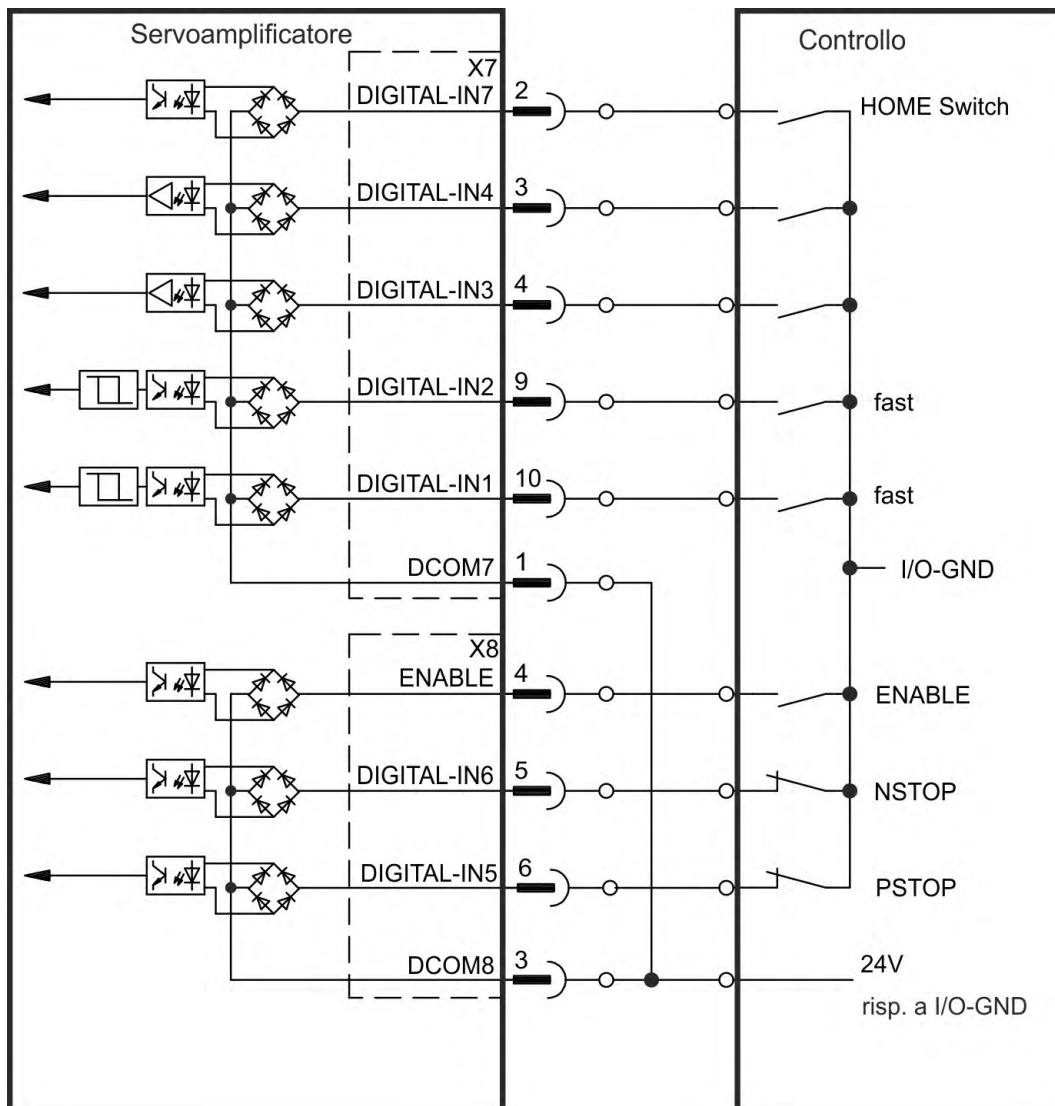 Servoamplificatore
Controllo
X7
DIGITAL-IN7 2 HOME Switch
DIGITAL-IN4 3
DIGITAL-IN3 4
DIGITAL-IN2 9 fast
DIGITAL-IN1 10 fast
DCOM7 1 I/O-GND
X8
ENABLE 4 ENABLE
DIGITAL-IN6 5 NSTOP
DIGITAL-IN5 6 PSTOP
DCOM8 3 24V
risp. a I/O-GND